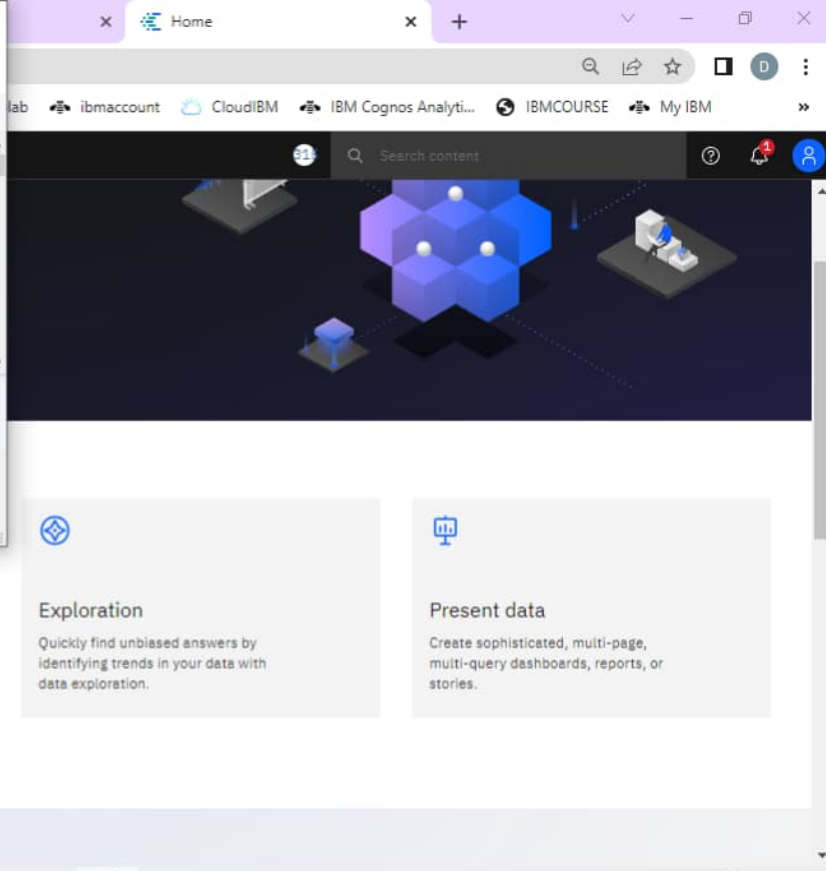 Home
D
lab ibmaccount CloudIBM IBM Cognos Analyti... IBMCOURSE My IBM »
Search content
1
Exploration
Quickly find unbiased answers by
identifying trends in your data with
data exploration.
Present data
Create sophisticated, multi-page,
multi-query dashboards, reports, or
stories.